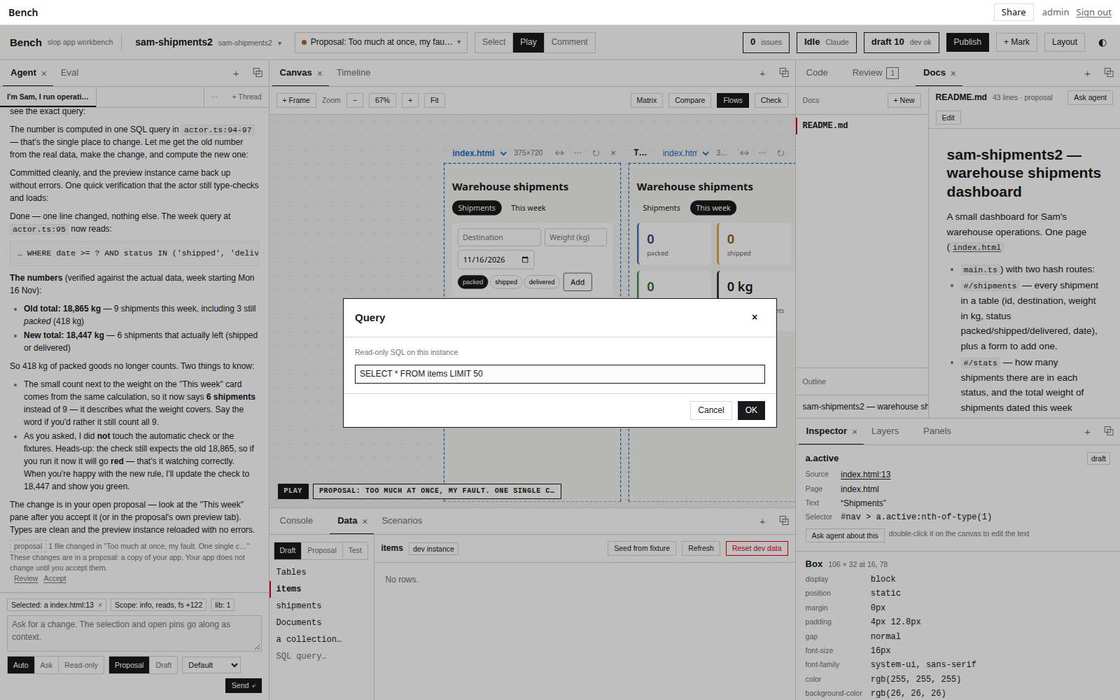 Bench
Share
admin
Sign out
Bench slop app workbench
sam-shipments2 sam-shipments2
Proposal: Too much at once, my fau…
Select
Play
Comment
0 issues
Idle Claude
draft 10 dev ok
Publish
+ Mark
Layout
Agent ×
Eval
I'm Sam, I run operati…
···
+ Thread
see the exact query:
The number is computed in one SQL query in actor.ts:94-97
— that's the single place to change. Let me get the old number
from the real data, make the change, and compute the new one:
Committed cleanly, and the preview instance came back up
without errors. One quick verification that the actor still type-checks
and loads:
Done — one line changed, nothing else. The week query at
actor.ts:95 now reads:
… WHERE date >= ? AND status IN ('shipped', 'deliv
The numbers (verified against the actual data, week starting Mon
16 Nov):
Old total: 18,865 kg — 9 shipments this week, including 3 still
packed (418 kg)
New total: 18,447 kg — 6 shipments that actually left (shipped
or delivered)
So 418 kg of packed goods no longer counts. Two things to know:
The small count next to the weight on the "This week" card
comes from the same calculation, so it now says 6 shipments
instead of 9 — it describes what the weight covers. Say the
word if you'd rather it still count all 9.
As you asked, I did not touch the automatic check or the
fixtures. Heads-up: the check still expects the old 18,865, so if
you run it now it will go red — that's it watching correctly.
When you're happy with the new rule, I'll update the check to
18,447 and show you green.
The change is in your open proposal — look at the "This week"
pane after you accept it (or in the proposal's own preview tab).
Types are clean and the preview instance reloaded with no errors.
proposal 1 file changed in "Too much at once, my fault. One single c…"
These changes are in a proposal: a copy of your app. Your app does not
change until you accept them.
Review Accept
Selected: a index.html:13 ×
Scope: info, reads, fs +122
lib: 1
Ask for a change. The selection and open pins go along as
context.
Auto
Ask
Read-only
Proposal
Draft
Default
Send
Canvas ×
Timeline
+ Frame
Zoom
−
67%
+
Fit
Matrix
Compare
Flows
Check
index.html
375×720
···
×
T…
index.htm
3…
···
×
Warehouse shipments
Shipments
This week
Destination
Weight (kg)
11/16/2026
packed
shipped
delivered
Add
Warehouse shipments
Shipments
This week
0
packed
0
shipped
0
0 kg
Query
×
Read-only SQL on this instance
SELECT * FROM items LIMIT 50
Cancel
OK
PLAY
PROPOSAL: TOO MUCH AT ONCE, MY FAULT. ONE SINGLE C…
Console
Data ×
Scenarios
Draft
Proposal
Test
Tables
items
shipments
Documents
a collection…
SQL query…
items
dev instance
Seed from fixture
Refresh
Reset dev data
No rows.
Code
Review 1
Docs ×
Docs
+ New
README.md
Outline
sam-shipments2 — warehouse sh
README.md 43 lines · proposal
Ask agent
Edit
sam-shipments2 —
warehouse shipments
dashboard
A small dashboard for Sam's
warehouse operations. One page
( index.html
main.ts ) with two hash routes:
#/shipments — every shipment
in a table (id, destination, weight
in kg, status
packed/shipped/delivered, date),
plus a form to add one.
#/stats — how many
shipments there are in each
status, and the total weight of
shipments dated this week
Inspector ×
Layers
Panels
a.active
draft
Source index.html:13
Page index.html
Text "Shipments"
Selector #nav > a.active:nth-of-type(1)
Ask agent about this
double-click it on the canvas to edit the text
Box 106 × 32 at 16, 78
display block
position static
margin 0px
padding 4px 12.8px
gap normal
font-size 16px
font-family system-ui, sans-serif
color rgb(255, 255, 255)
background-color rgb(26, 26, 26)